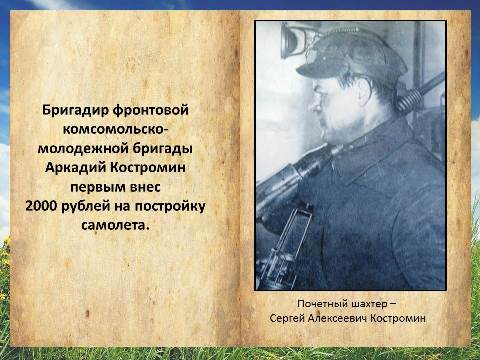 Бригадир фронтовой
комсомольско-
молодежной бригады
Аркадий Костромин
первым внес
2000 рублей на постройку
самолета.
Почетный шахтер –
Сергей Алексеевич Костромин